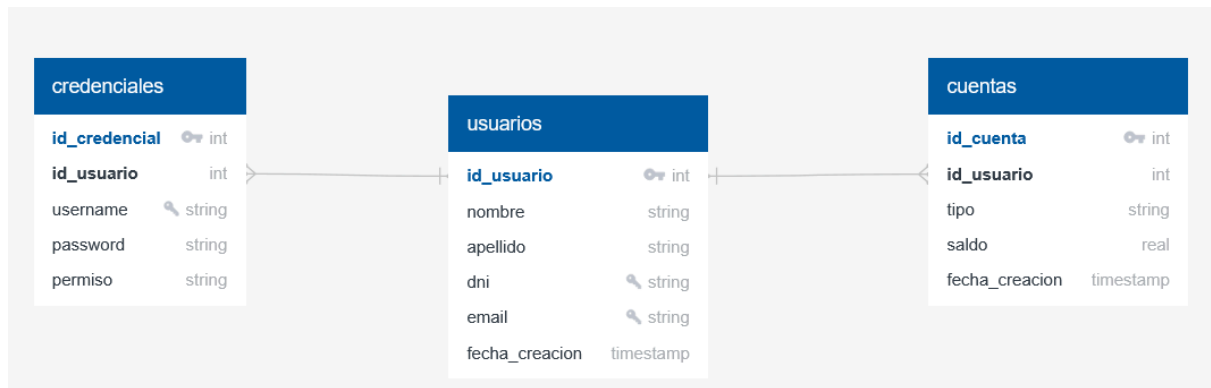 credenciales
id_credencial int
id_usuario int
username string
password string
permiso string
usuarios
id_usuario int
nombre string
apellido string
dni string
email string
fecha_creacion timestamp
cuentas
id_cuenta int
id_usuario int
tipo string
saldo real
fecha_creacion timestamp